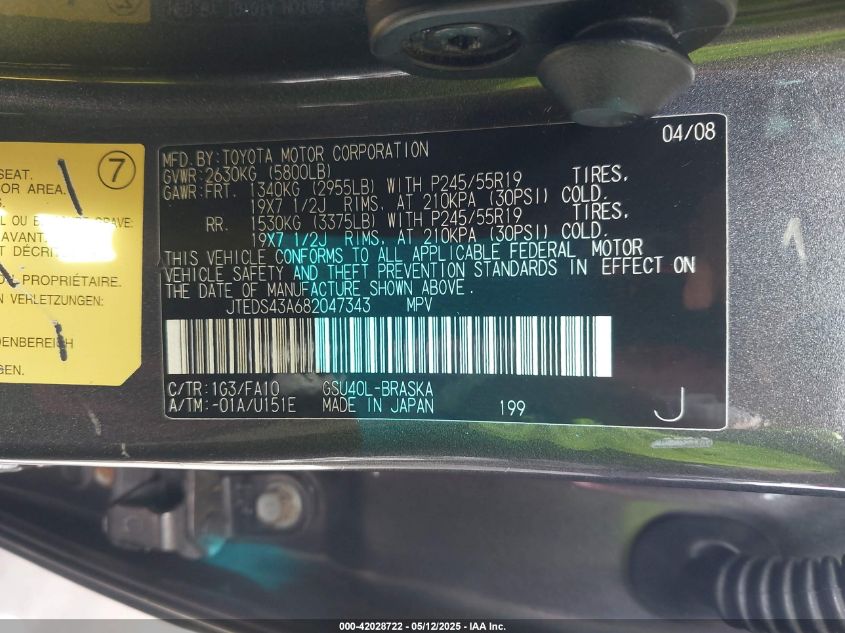 7
SEAT.
OR AREA.
AVANT.
T DÉCRI
N PROPRIÉTAIRE.
EN VERLETZUNGEN:
DENBEREICH
GEN.
04/08
MFD.BY:TOYOTA MOTOR CORPORATION
GVWR:2630KG (5800LB)
GAWR:FRT. 1340KG (2955LB) WITH P245/55R19 TIRES,
19X7 1/2J RIMS, AT 210KPA (30PSI) COLD.
RR. 1530KG (3375LB) WITH P245/55R19 TIRES,
19X7 1/2J RIMS, AT 210KPA (30PSI) COLD.
THIS VEHICLE CONFORMS TO ALL APPLICABLE FEDERAL MOTOR
VEHICLE SAFETY AND THEFT PREVENTION STANDARDS IN EFFECT ON
THE DATE OF MANUFACTURE SHOWN ABOVE.
JTEDS43A682047343 MPV
C/TR:1G3/FA10 GSU40L-BRASKA
A/TM:-01A/U151E MADE IN JAPAN 199 J
000-42028722 - 05/12/2025 - IAA Inc.